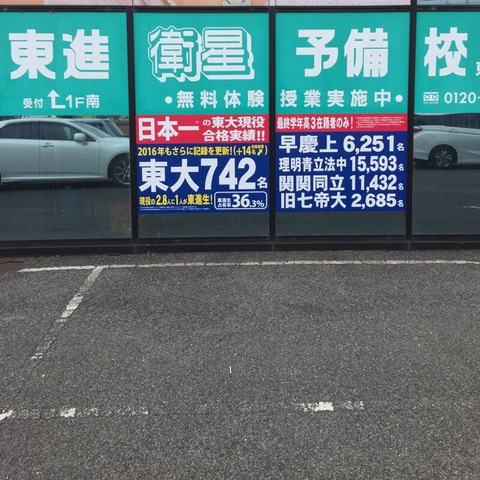 東進衛星予備校
受付 1F南
・無料体験授業実施中・
0120-
日本一の東大現役合格実績!!
2016年もさらに記録を更新!(+14名)
東大742名
現役の2.8人に1人が東進生!
36.3%
最終学年高3在籍者のみ!
早慶上 6,251名
理明青立法中 15,593名
関関同立 11,432名
旧七帝大 2,685名